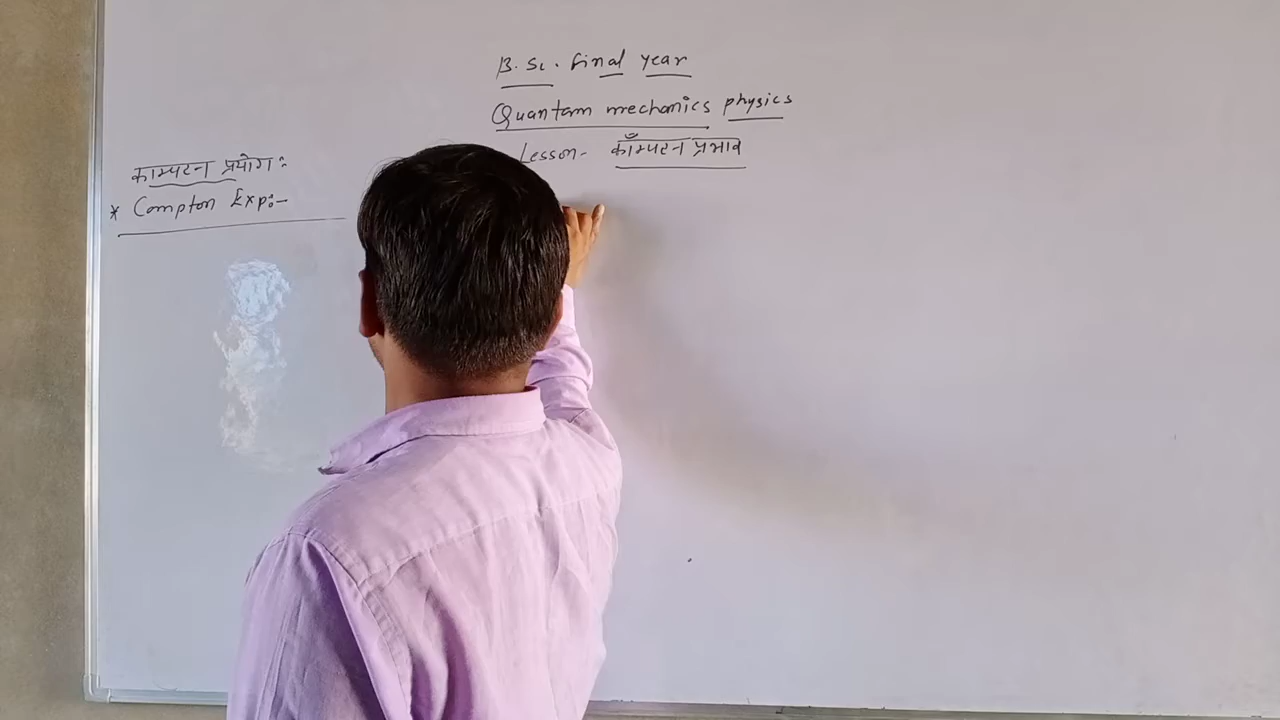 B.Sc. final year
Quantam mechanics physics
Lesson- कॉम्पटन प्रभाव
काम्पटन प्रयोग:
* Compton Exp:-